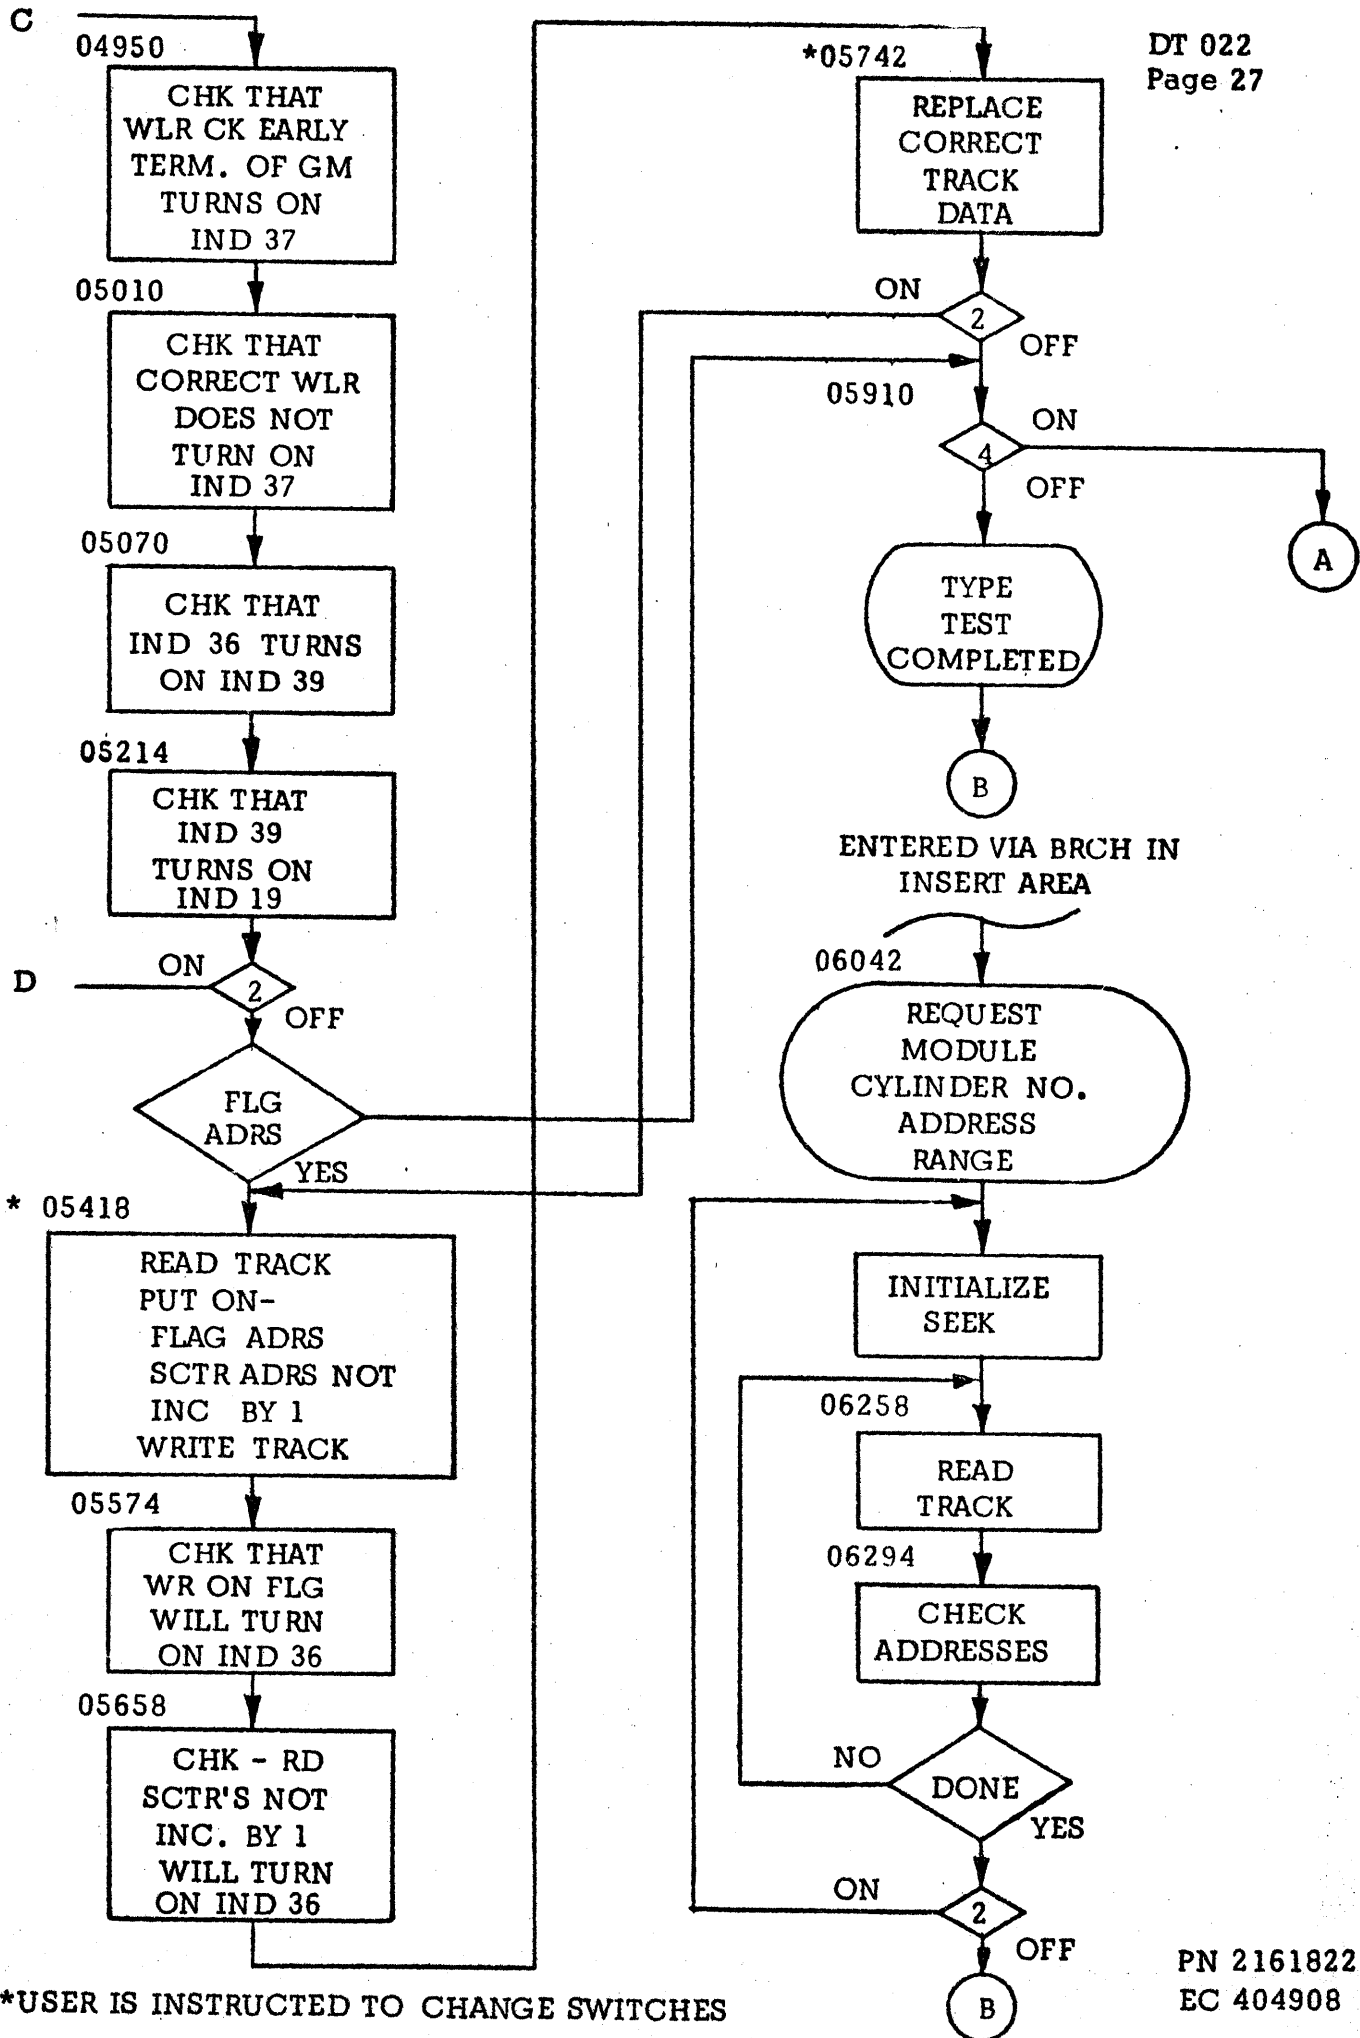 C
04950
CHK THAT
WLR CK EARLY
TERM. OF GM
TURNS ON
IND 37
05010
CHK THAT
CORRECT WLR
DOES NOT
TURN ON
IND 37
05070
CHK THAT
IND 36 TURNS
ON IND 39
05214
CHK THAT
IND 39
TURNS ON
IND 19
D
ON
2
OFF
FLG
ADRS
YES
* 05418
READ TRACK
PUT ON-
FLAG ADRS
SCTR ADRS NOT
INC BY 1
WRITE TRACK
05574
CHK THAT
WR ON FLG
WILL TURN
ON IND 36
05658
CHK - RD
SCTR'S NOT
INC. BY 1
WILL TURN
ON IND 36
*USER IS INSTRUCTED TO CHANGE SWITCHES
DT 022
Page 27
*05742
REPLACE
CORRECT
TRACK
DATA
ON
2
OFF
05910
ON
4
OFF
A
TYPE
TEST
COMPLETED
B
ENTERED VIA BRCH IN
INSERT AREA
06042
REQUEST
MODULE
CYLINDER NO.
ADDRESS
RANGE
INITIALIZE
SEEK
06258
READ
TRACK
06294
CHECK
ADDRESSES
NO
DONE
YES
ON
2
OFF
B
PN 2161822
EC 404908